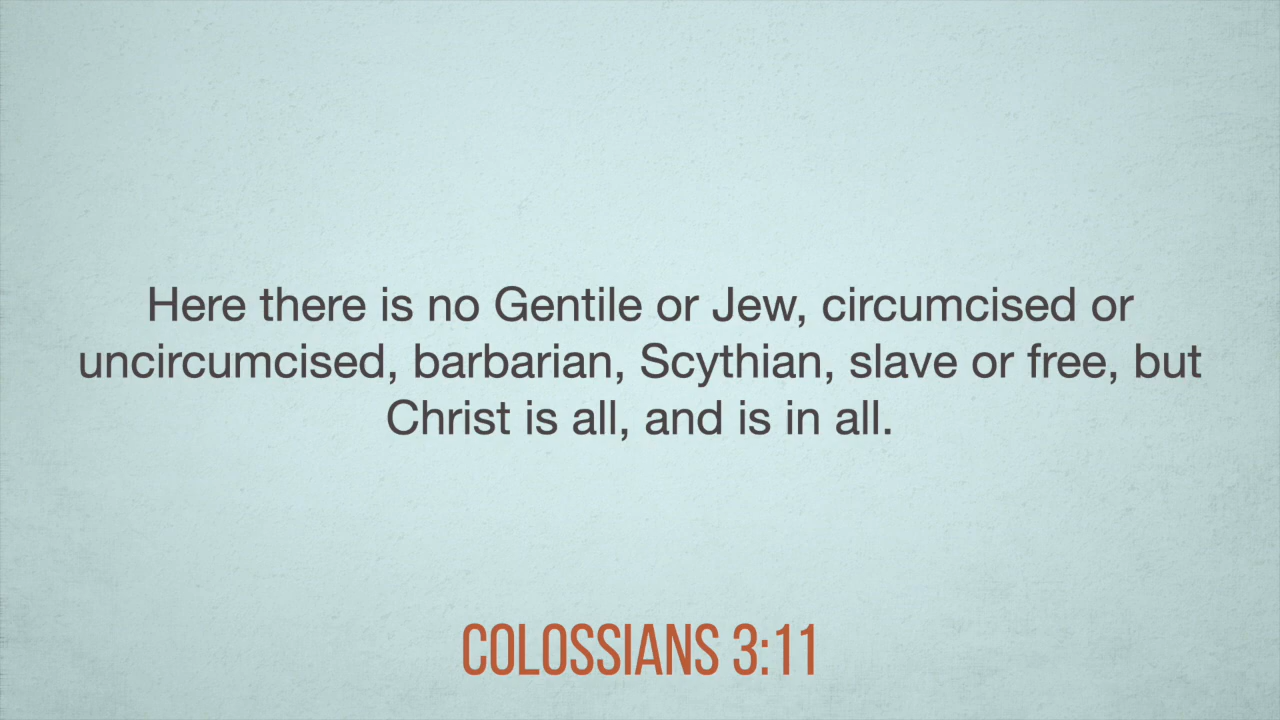 Here there is no Gentile or Jew, circumcised or
uncircumcised, barbarian, Scythian, slave or free, but
Christ is all, and is in all.
COLOSSIANS 3:11